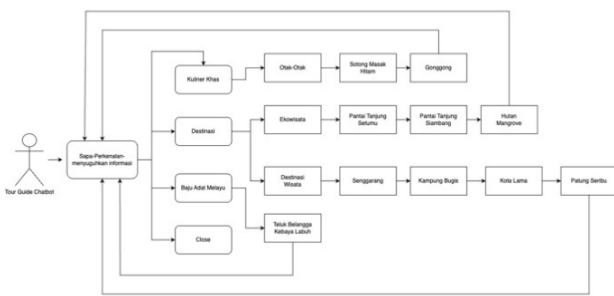 Kuliner Khas
Otak-Otak
Sotong Masak
Hitam
Gonggong
Sapa-Perkenalan-
menyuguhkan informasi
Tour Guide Chatbot
Destinasi
Ekowisata
Pantai Tanjung
Setumu
Pantai Tanjung
Siambang
Hutan
Mangrove
Destinasi
Wisata
Senggarang
Kampung Bugis
Kota Lama
Patung Seribu
Baju Adat Melayu
Teluk Belangga
Kebaya Labuh
Close